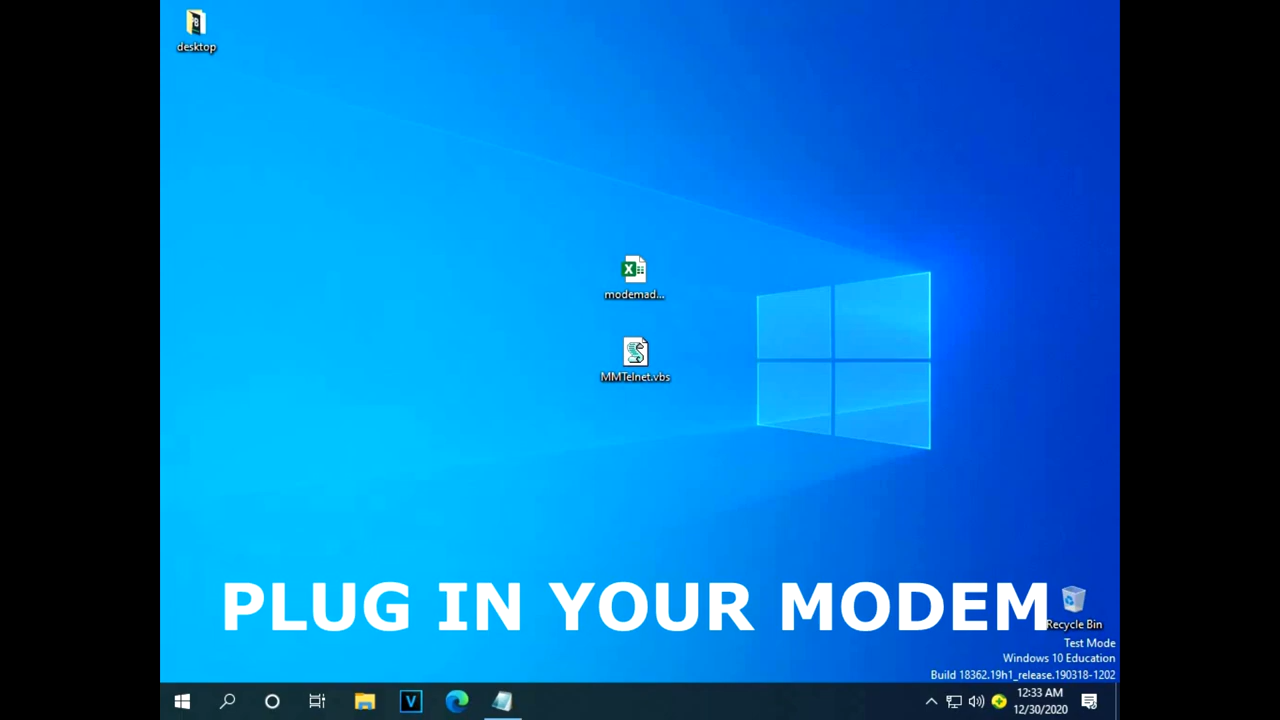 desktop
modemad...
MMTelnet.vbs
PLUG IN YOUR MODEM
Recycle Bin
Test Mode
Windows 10 Education
Build 18362.19h1_release.190318-1202
12:33 AM
12/30/2020